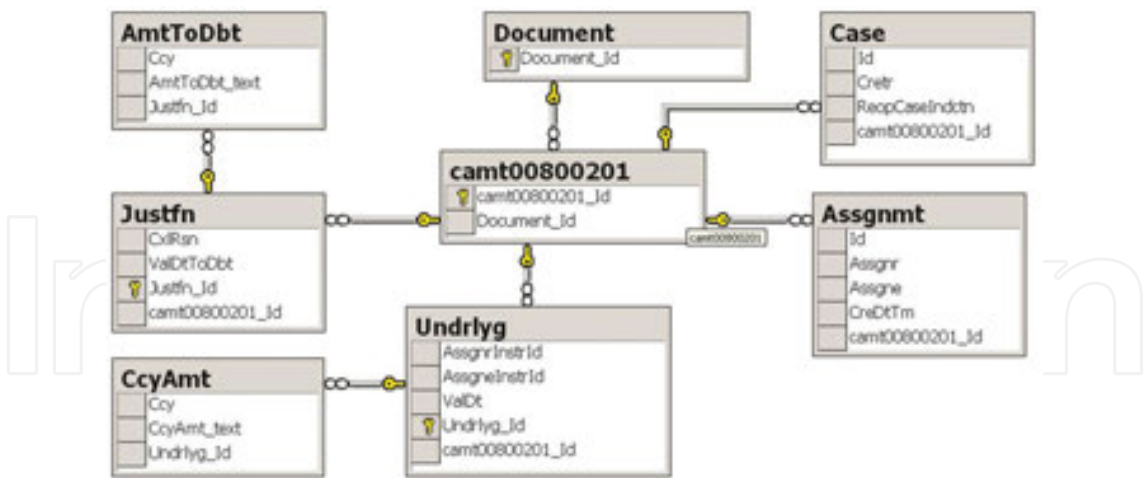 AmtToDbt
Ccy
AmtToDbt_text
Justfn_Id
Document
Document_Id
Case
Id
Cretr
ReopCaseIndctn
camt00800201_Id
camt00800201
camt00800201_Id
Document_Id
camt00800201
Justfn
CxlRsn
ValDtToDbt
Justfn_Id
camt00800201_Id
Assgnmt
Id
Assgnr
Assgne
CreDtTm
camt00800201_Id
Undrlyg
AssgnrInstrId
AssgneInstrId
ValDt
Undrlyg_Id
camt00800201_Id
CcyAmt
Ccy
CcyAmt_text
Undrlyg_Id